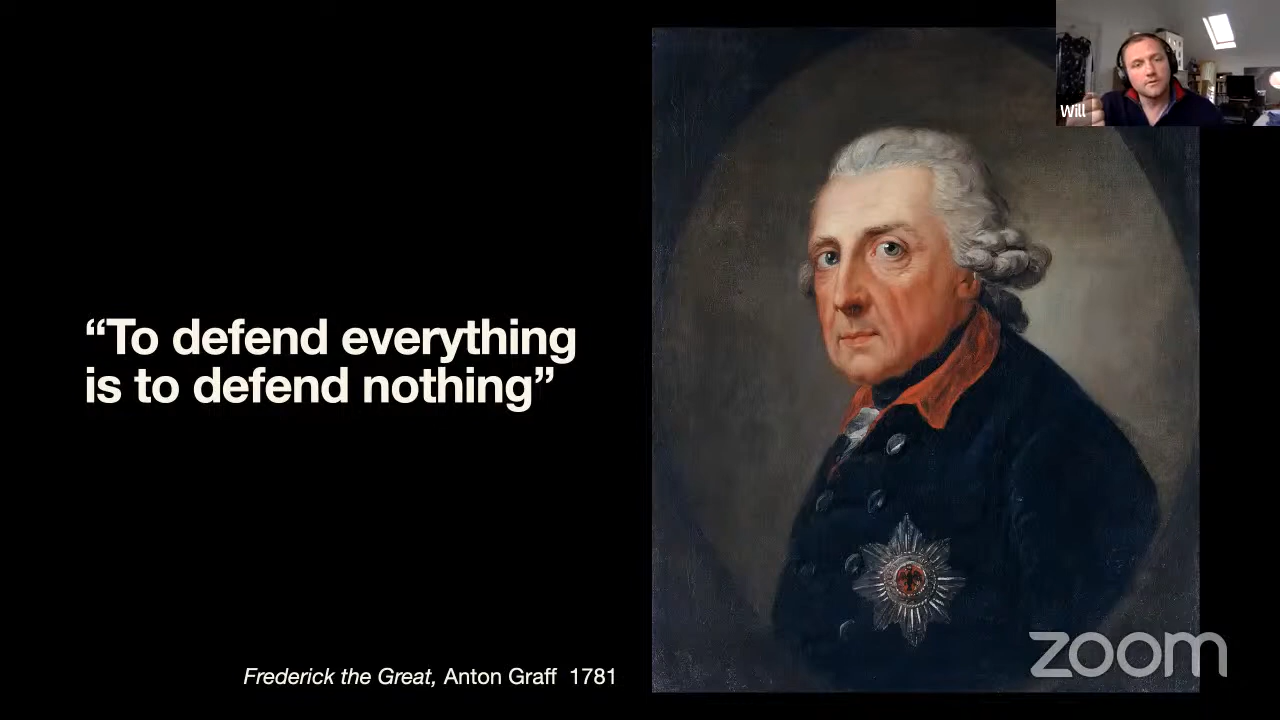 “To defend everything
is to defend nothing”
Frederick the Great, Anton Graff 1781
Will
zoom